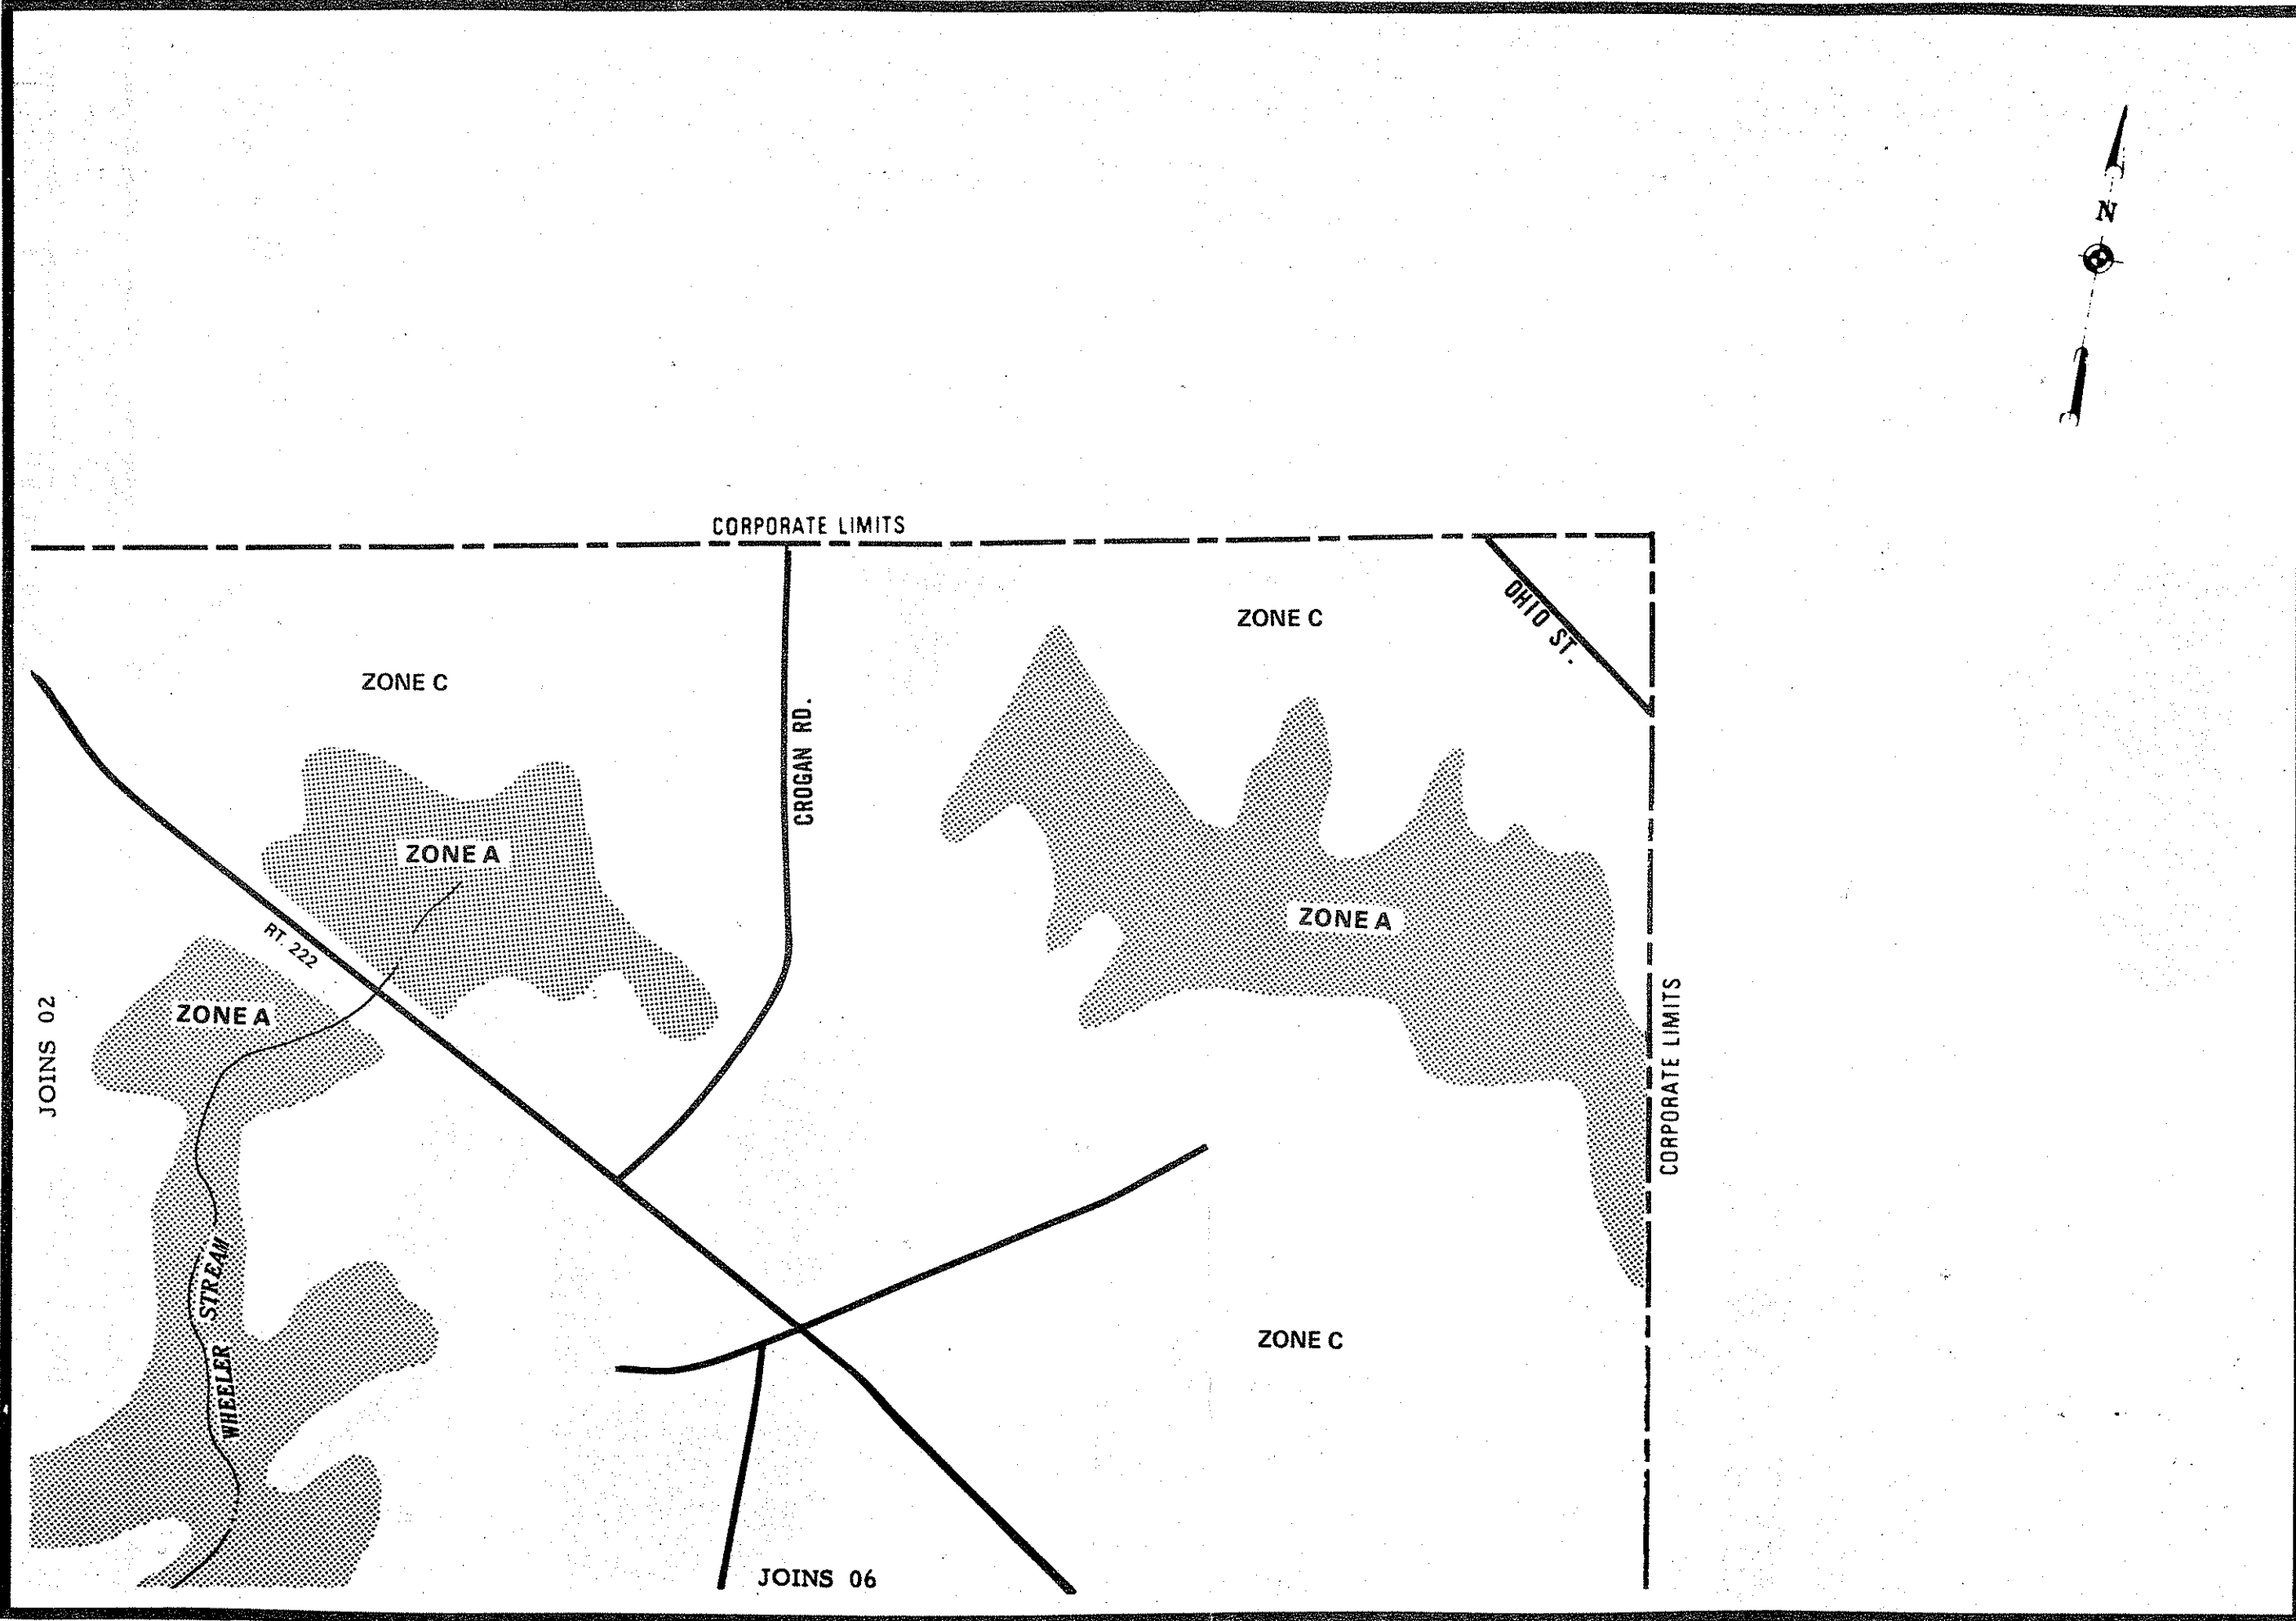 N
CORPORATE LIMITS
OHIO ST.
ZONE C
ZONE C
CROGAN RD.
ZONE A
ZONE A
RT. 222
ZONE A
JOINS 02
CORPORATE LIMITS
WHEELER STREAM
ZONE C
JOINS 06